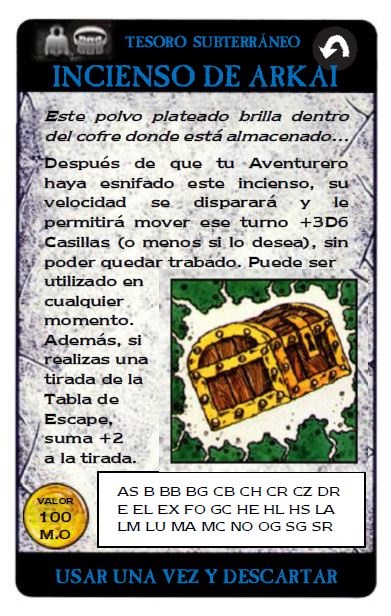 TESORO SUBTERRÁNEO
INCIENSO DE ARKAI
Este polvo plateado brilla dentro
del cofre donde está almacenado...
Después de que tu Aventurero
haya esnifado este incienso, su
velocidad se disparará y le
permitirá mover ese turno +3D6
Casillas (o menos si lo desea), sin
poder quedar trabado. Puede ser
utilizado en
cualquier
momento.
Además, si
realizas una
tirada de la
Tabla de
Escape,
suma +2
a la tirada.
VALOR
100
M.O
AS B BB BG CB CH CR CZ DR
E EL EX FO GC HE HL HS LA
LM LU MA MC NO OG SG SR
USAR UNA VEZ Y DESCARTAR